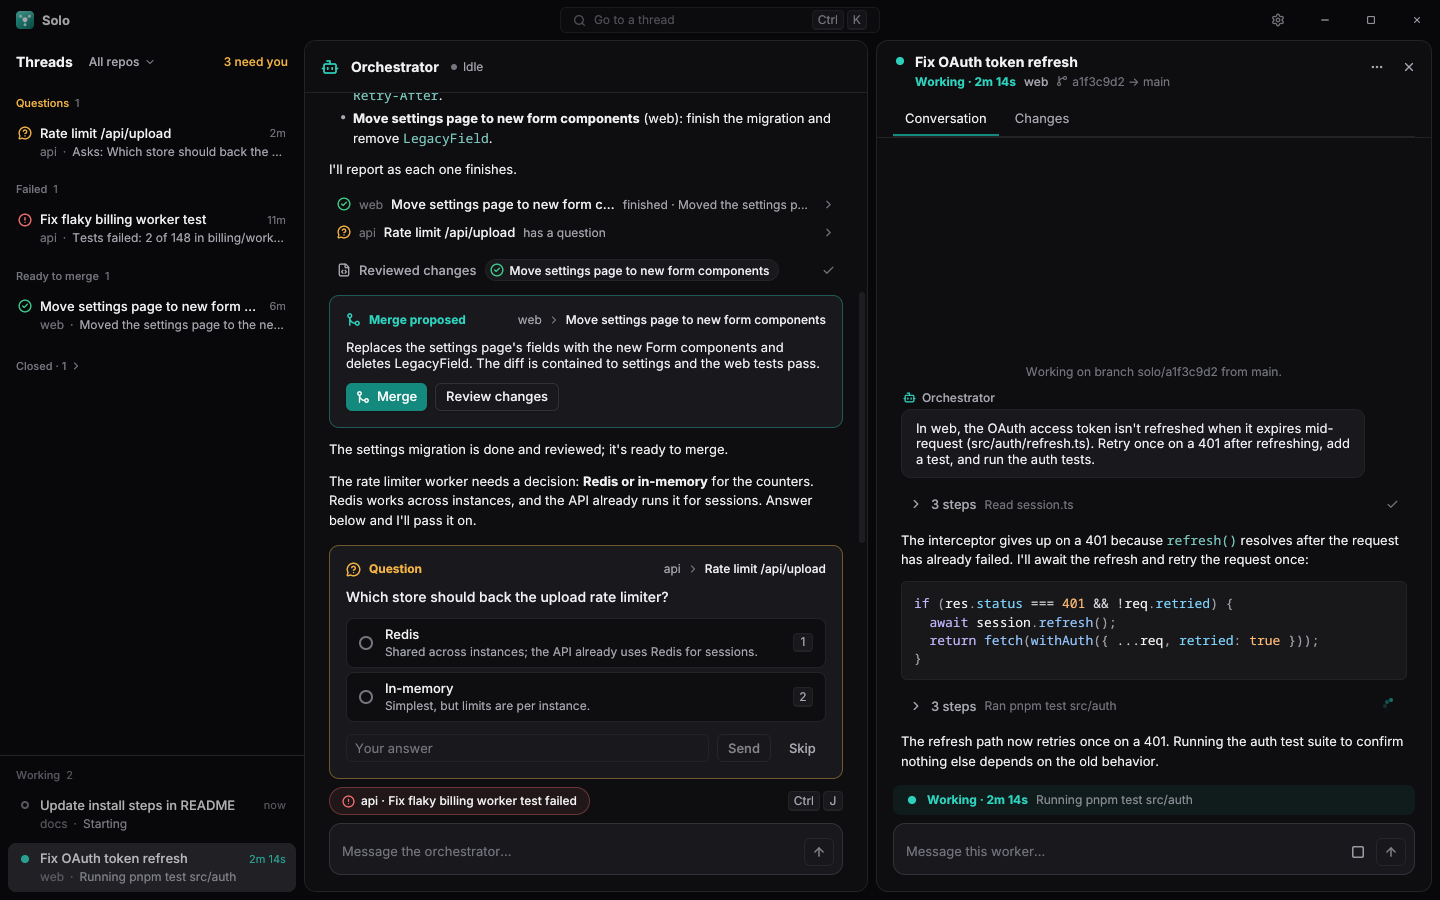 Solo
Go to a thread
Ctrl K
Threads All repos 3 need you
Questions 1
Rate limit /api/upload 2m
api · Asks: Which store should back the ...
Failed 1
Fix flaky billing worker test 11m
api · Tests failed: 2 of 148 in billing/work...
Ready to merge 1
Move settings page to new form ... 6m
web · Moved the settings page to the ne...
Closed · 1
Working 2
Update install steps in README now
docs · Starting
Fix OAuth token refresh 2m 14s
web · Running pnpm test src/auth
Orchestrator Idle
Retry-After.
• Move settings page to new form components (web): finish the migration and
remove LegacyField.
I'll report as each one finishes.
web Move settings page to new form c... finished · Moved the settings p...
api Rate limit /api/upload has a question
Reviewed changes Move settings page to new form components
Merge proposed web > Move settings page to new form components
Replaces the settings page's fields with the new Form components and
deletes LegacyField. The diff is contained to settings and the web tests pass.
Merge Review changes
The settings migration is done and reviewed; it's ready to merge.
The rate limiter worker needs a decision: Redis or in-memory for the counters.
Redis works across instances, and the API already runs it for sessions. Answer
below and I'll pass it on.
Question api > Rate limit /api/upload
Which store should back the upload rate limiter?
Redis
Shared across instances; the API already uses Redis for sessions. 1
In-memory
Simplest, but limits are per instance. 2
Your answer Send Skip
api · Fix flaky billing worker test failed Ctrl J
Message the orchestrator...
Fix OAuth token refresh
Working · 2m 14s web a1f3c9d2 → main
Conversation Changes
Working on branch solo/a1f3c9d2 from main.
Orchestrator
In web, the OAuth access token isn't refreshed when it expires mid-
request (src/auth/refresh.ts). Retry once on a 401 after refreshing, add
a test, and run the auth tests.
3 steps Read session.ts
The interceptor gives up on a 401 because refresh() resolves after the request
has already failed. I'll await the refresh and retry the request once:
if (res.status === 401 && !req.retried) {
await session.refresh();
return fetch(withAuth({ ...req, retried: true }));
}
3 steps Ran pnpm test src/auth
The refresh path now retries once on a 401. Running the auth test suite to confirm
nothing else depends on the old behavior.
Working · 2m 14s Running pnpm test src/auth
Message this worker...